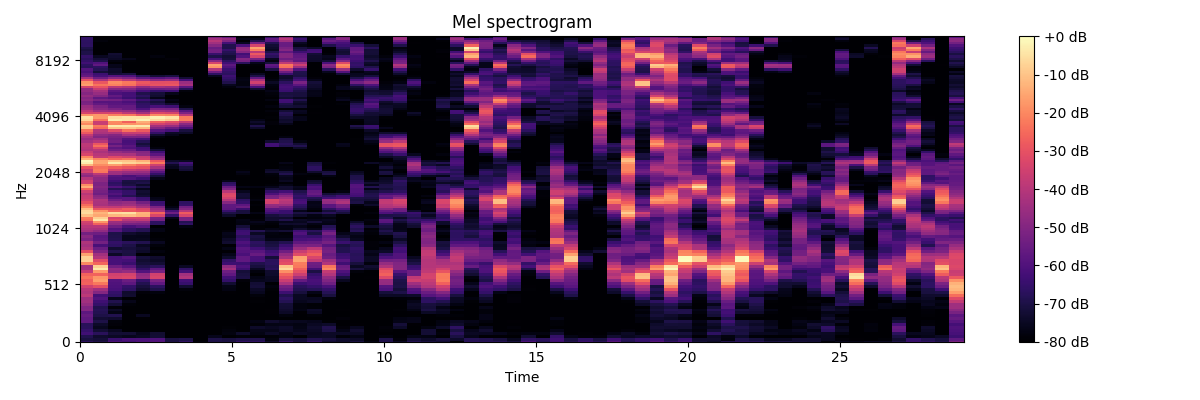 Mel spectrogram
Hz
8192
4096
2048
1024
512
0
0 5 10 15 20 25
Time
+0 dB
-10 dB
-20 dB
-30 dB
-40 dB
-50 dB
-60 dB
-70 dB
-80 dB